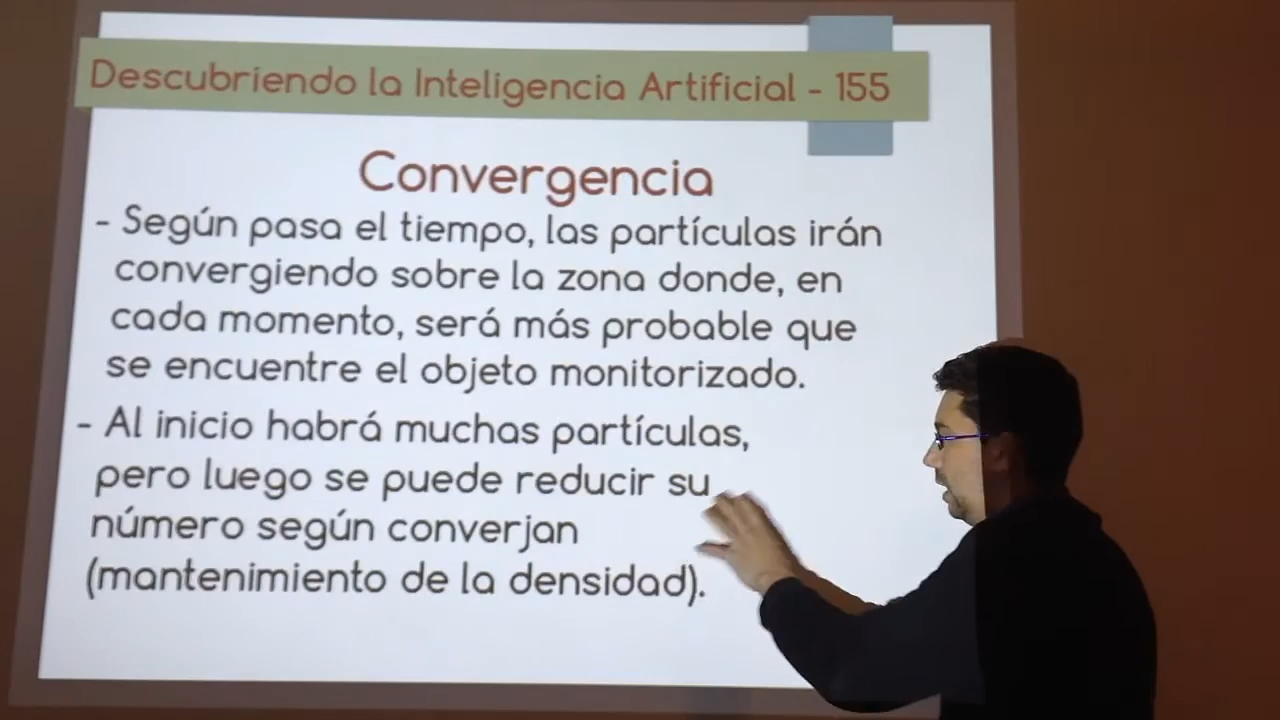 Descubriendo la Inteligencia Artificial - 155
Convergencia
- Según pasa el tiempo, las partículas irán
convergiendo sobre la zona donde, en
cada momento, será más probable que
se encuentre el objeto monitorizado.
- Al inicio habrá muchas partículas,
pero luego se puede reducir su
número según converjan
(mantenimiento de la densidad).